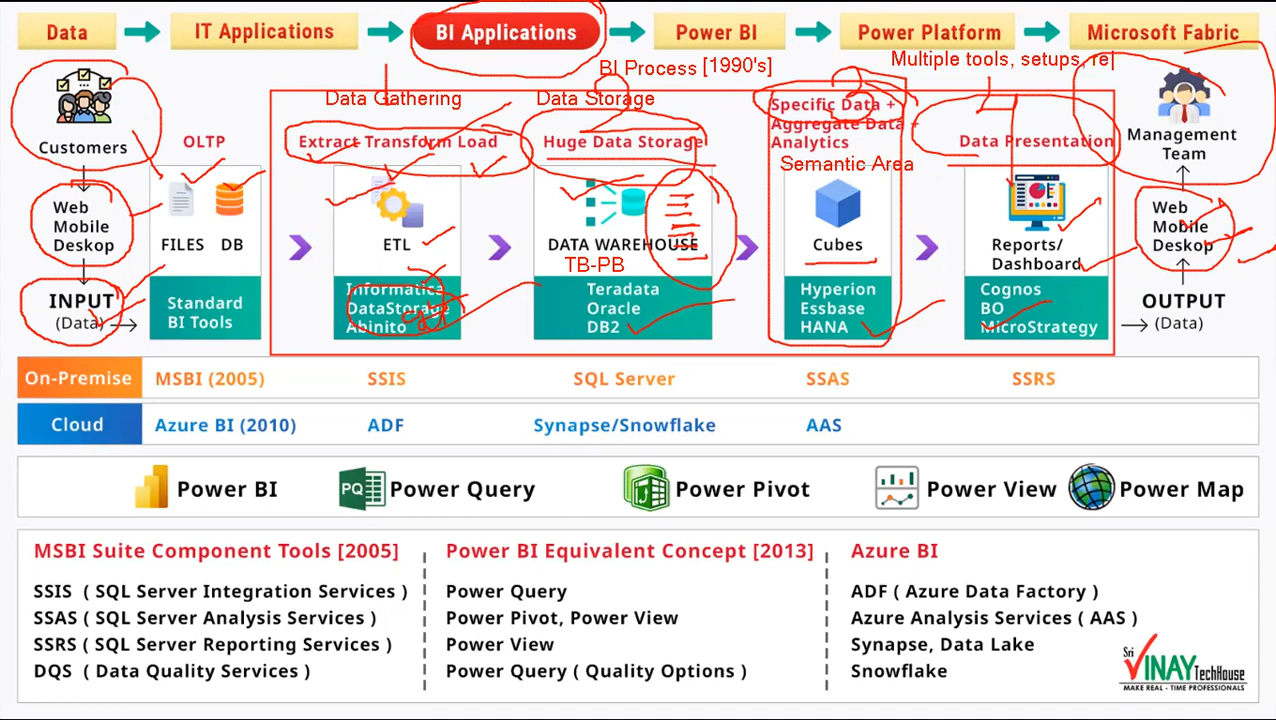 Data
IT Applications
BI Applications
Power BI
Power Platform
Microsoft Fabric
BI Process [1990's]
Multiple tools, setups, re
Data Gathering
Data Storage
Specific Data +
Aggregate Data +
Analytics
Customers
OLTP
Extract Transform Load
Huge Data Storage
Semantic Area
Data Presentation
Management
Team
Web
Mobile
Deskop
FILES
DB
ETL
DATA WAREHOUSE
TB-PB
Cubes
Reports/
Dashboard
Web
Mobile
Deskop
INPUT
(Data)
Standard
BI Tools
Informatica
DataStorage
Abinito
Teradata
Oracle
DB2
Hyperion
Essbase
HANA
Cognos
BO
MicroStrategy
OUTPUT
(Data)
On-Premise
MSBI (2005)
SSIS
SQL Server
SSAS
SSRS
Cloud
Azure BI (2010)
ADF
Synapse/Snowflake
AAS
Power BI
PQ
Power Query
Power Pivot
Power View
Power Map
MSBI Suite Component Tools [2005]
SSIS ( SQL Server Integration Services )
SSAS ( SQL Server Analysis Services )
SSRS ( SQL Server Reporting Services )
DQS ( Data Quality Services )
Power BI Equivalent Concept [2013]
Power Query
Power Pivot, Power View
Power View
Power Query ( Quality Options )
Azure BI
ADF ( Azure Data Factory )
Azure Analysis Services ( AAS )
Synapse, Data Lake
Snowflake
Sri
VINAY TechHouse
MAKE REAL - TIME PROFESSIONALS